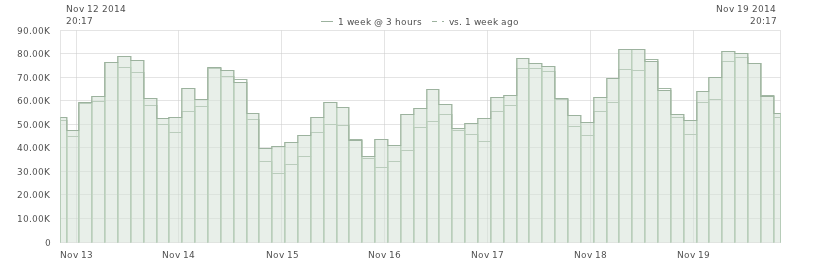 Nov 12 2014
20:17
1 week @ 3 hours
vs. 1 week ago
Nov 19 2014
20:17
90.00K
80.00K
70.00K
60.00K
50.00K
40.00K
30.00K
20.00K
10.00K
0
Nov 13 Nov 14 Nov 15 Nov 16 Nov 17 Nov 18 Nov 19